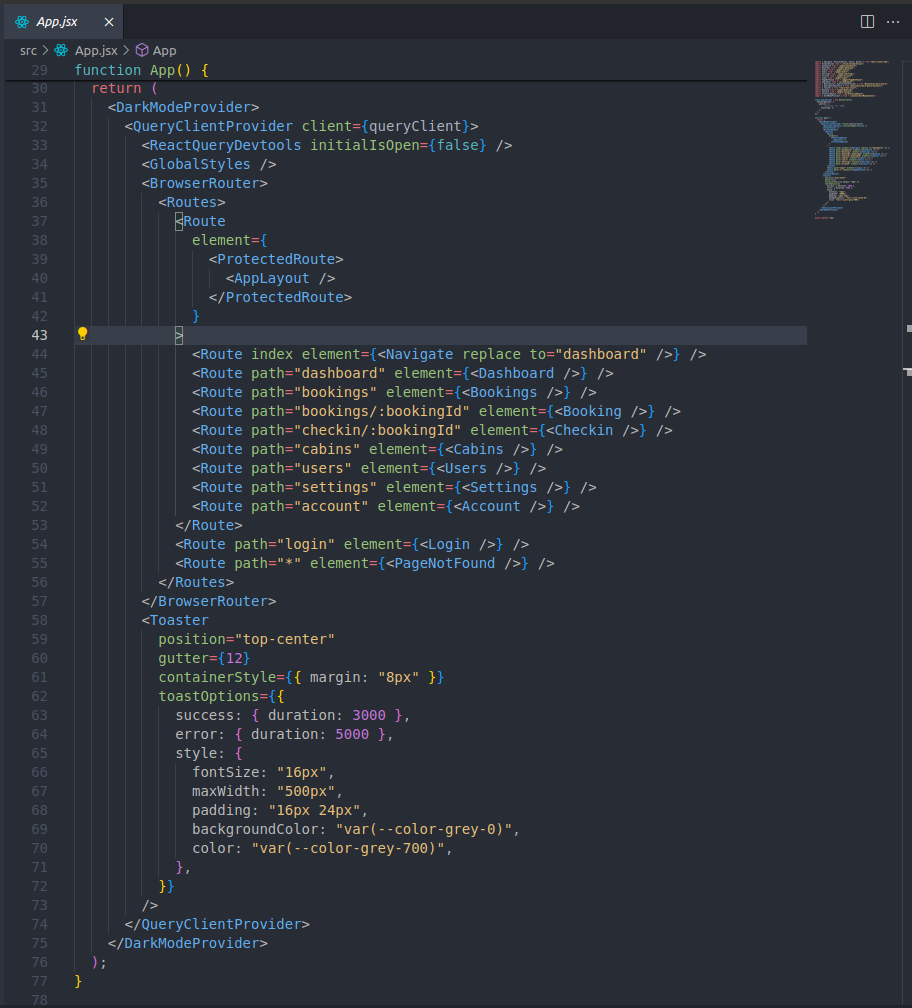 App.jsx
src > App.jsx > App
29 function App() {
30   return (
31     <DarkModeProvider>
32       <QueryClientProvider client={queryClient}>
33         <ReactQueryDevtools initialIsOpen={false} />
34         <GlobalStyles />
35         <BrowserRouter>
36           <Routes>
37             <Route
38               element={
39                 <ProtectedRoute>
40                   <AppLayout />
41                 </ProtectedRoute>
42               }
43             >
44               <Route index element={<Navigate replace to="dashboard" />} />
45               <Route path="dashboard" element={<Dashboard />} />
46               <Route path="bookings" element={<Bookings />} />
47               <Route path="bookings/:bookingId" element={<Booking />} />
48               <Route path="checkin/:bookingId" element={<Checkin />} />
49               <Route path="cabins" element={<Cabins />} />
50               <Route path="users" element={<Users />} />
51               <Route path="settings" element={<Settings />} />
52               <Route path="account" element={<Account />} />
53             </Route>
54             <Route path="login" element={<Login />} />
55             <Route path="*" element={<PageNotFound />} />
56           </Routes>
57         </BrowserRouter>
58         <Toaster
59           position="top-center"
60           gutter={12}
61           containerStyle={{ margin: "8px" }}
62           toastOptions={{
63             success: { duration: 3000 },
64             error: { duration: 5000 },
65             style: {
66               fontSize: "16px",
67               maxWidth: "500px",
68               padding: "16px 24px",
69               backgroundColor: "var(--color-grey-0)",
70               color: "var(--color-grey-700)",
71             },
72           }}
73         />
74       </QueryClientProvider>
75     </DarkModeProvider>
76   );
77 }
78